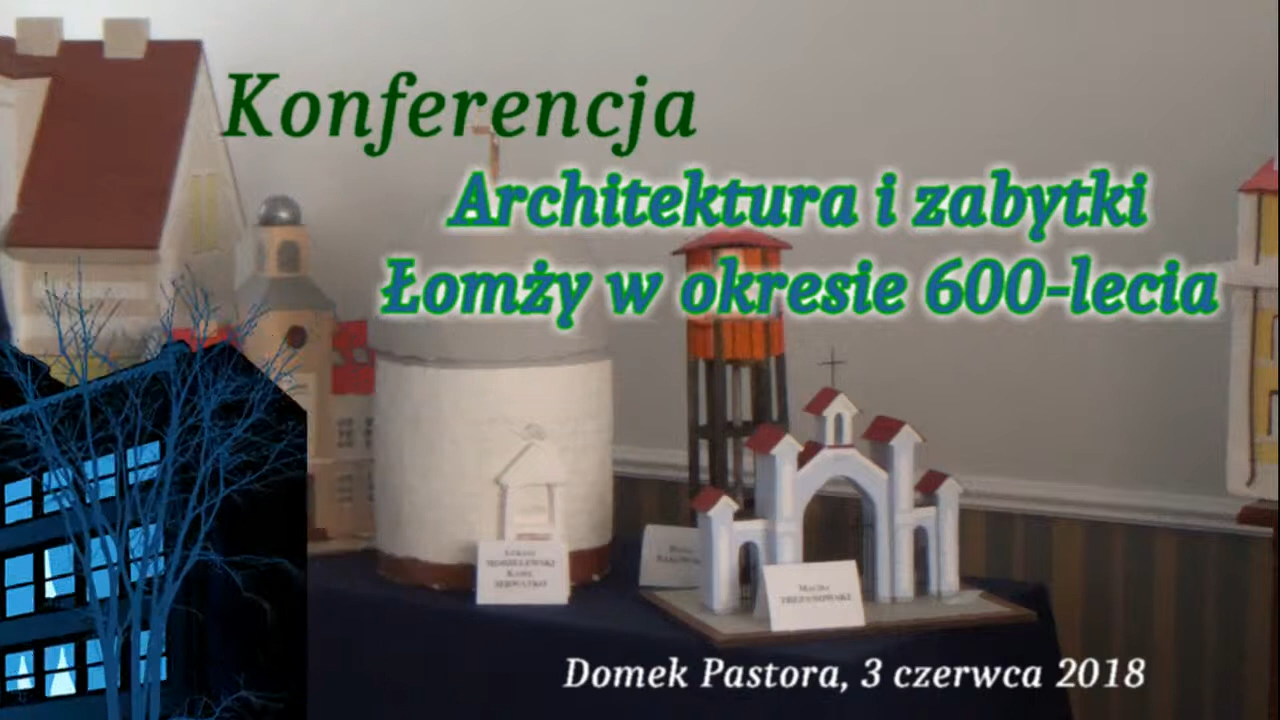 Konferencja
Architektura i zabytki
Łomży w okresie 600-lecia
Domek Pastora, 3 czerwca 2018